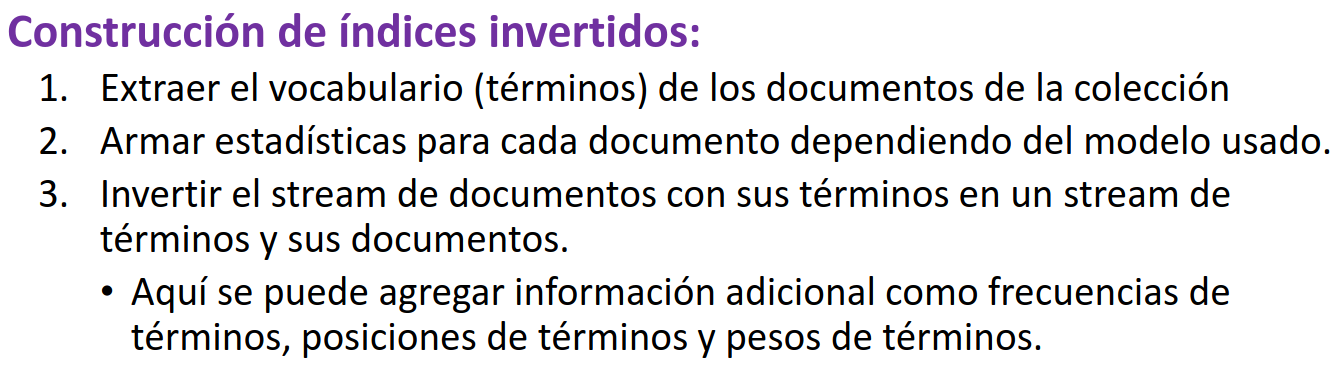 Construcción de índices invertidos:
1. Extraer el vocabulario (términos) de los documentos de la colección
2. Armar estadísticas para cada documento dependiendo del modelo usado.
3. Invertir el stream de documentos con sus términos en un stream de
términos y sus documentos.
• Aquí se puede agregar información adicional como frecuencias de
términos, posiciones de términos y pesos de términos.